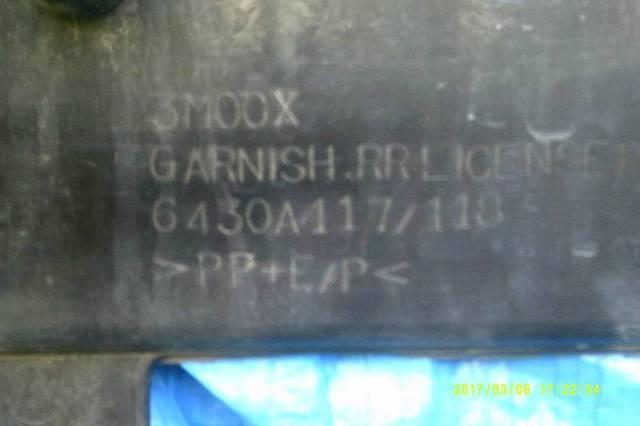 3M00X
GARNISH.RR LICENSE
6430A117/118
>PP+E/P<
2017/03/06 17:22:54